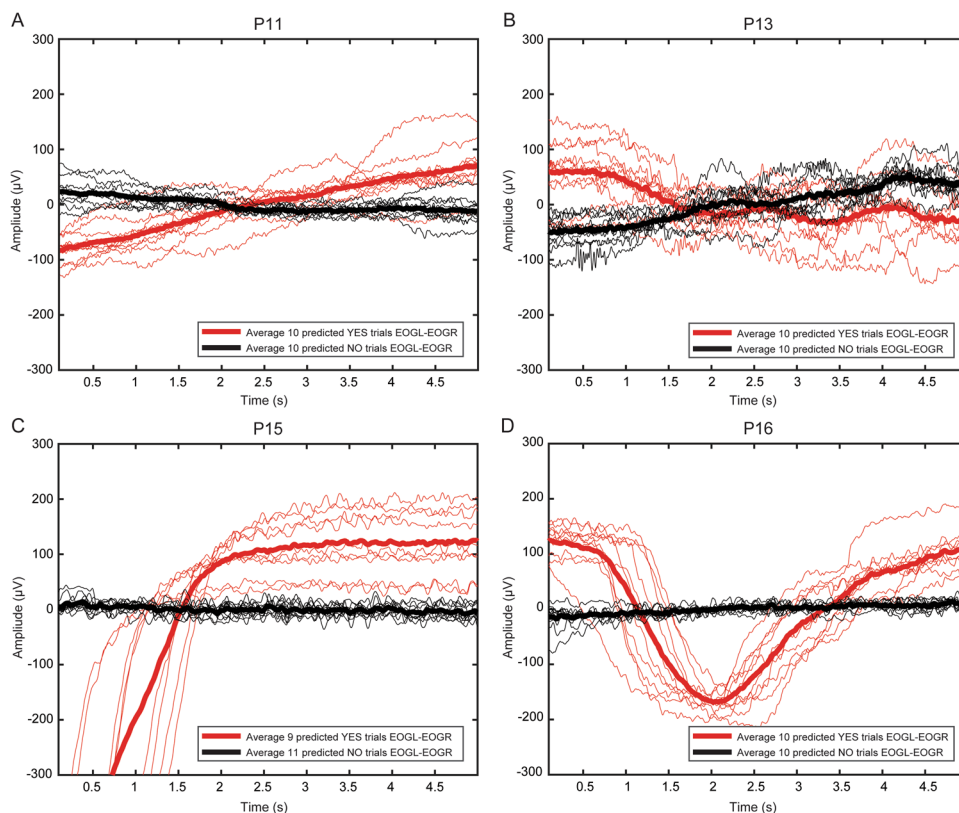 A
P11
300
200
100
0
-100
-200
-300
Ampliude (µV)
Average 10 predicted YES trials EOGL-EOGR
Average 10 predicted NO trials EOGL-EOGR
0.5 1 1.5 2 2.5 3 3.5 4 4.5
Time (s)
B
P13
300
200
100
0
-100
-200
-300
Ampliude (µV)
Average 10 predicted YES trials EOGL-EOGR
Average 10 predicted NO trials EOGL-EOGR
0.5 1 1.5 2 2.5 3 3.5 4 4.5
Time (s)
C
P15
300
200
100
0
-100
-200
-300
Ampliude (µV)
Average 9 predicted YES trials EOGL-EOGR
Average 11 predicted NO trials EOGL-EOGR
0.5 1 1.5 2 2.5 3 3.5 4 4.5
Time (s)
D
P16
300
200
100
0
-100
-200
-300
Ampliude (µV)
Average 10 predicted YES trials EOGL-EOGR
Average 10 predicted NO trials EOGL-EOGR
0.5 1 1.5 2 2.5 3 3.5 4 4.5
Time (s)